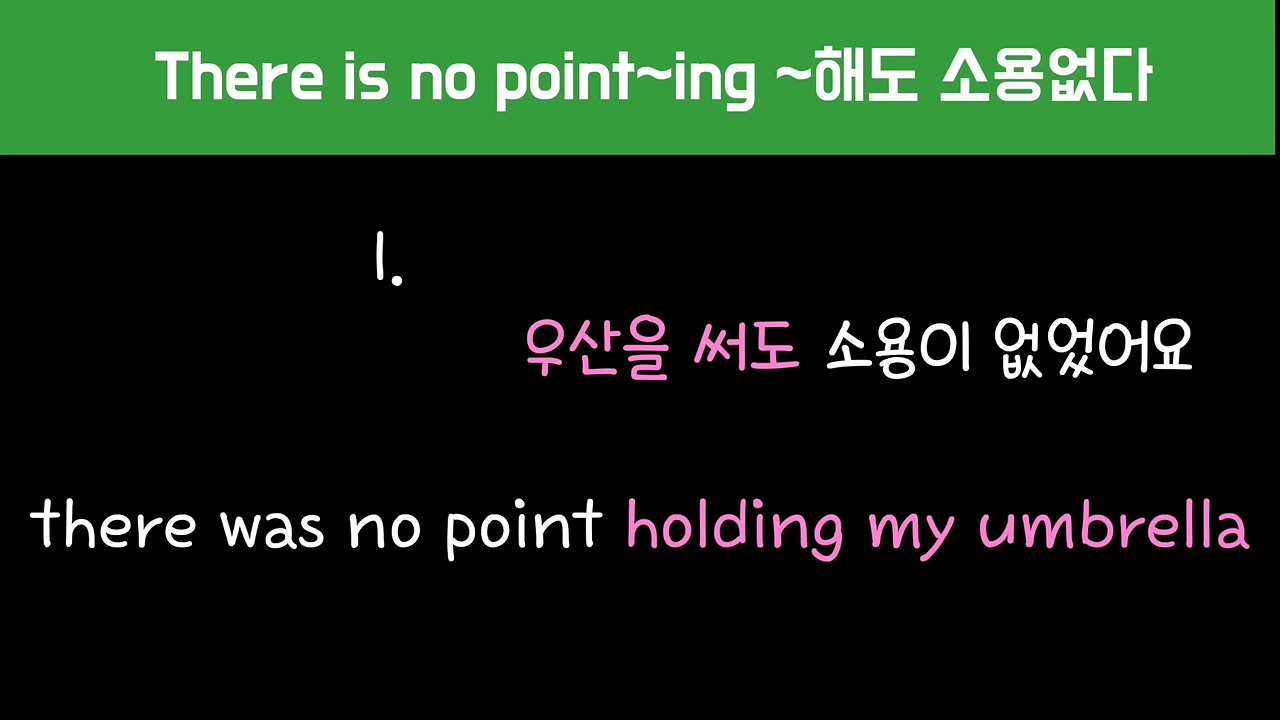 There is no point~ing ~해도 소용없다
1.
우산을 써도 소용이 없었어요
there was no point holding my umbrella